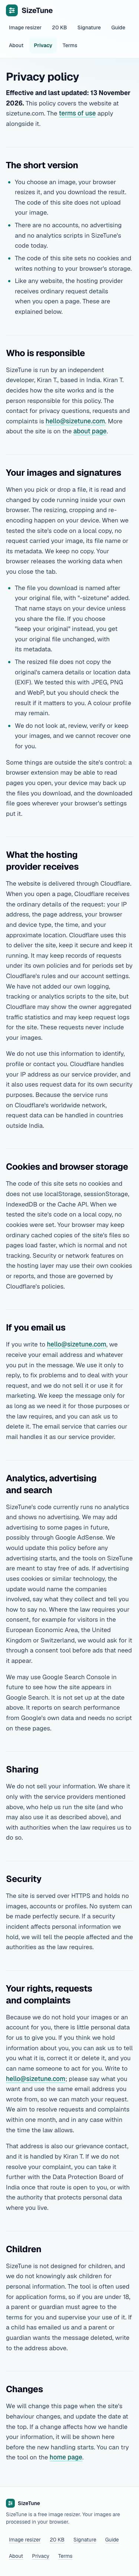 SizeTune
Image resizer 20 KB Signature Guide
About Privacy Terms
Privacy policy
Effective and last updated: 13 November
2026. This policy covers the website at
sizetune.com. The terms of use apply
alongside it.
The short version
You choose an image, your browser
resizes it, and you download the result.
The code of this site does not upload
your image.
There are no accounts, no advertising
and no analytics scripts in SizeTune's
code today.
The code of this site sets no cookies and
writes nothing to your browser's storage.
Like any website, the hosting provider
receives ordinary request details
when you open a page. These are
explained below.
Who is responsible
SizeTune is run by an independent
developer, Kiran T, based in India. Kiran T.
decides how the site works and is the
person responsible for this policy. The
contact for privacy questions, requests and
complaints is hello@sizetune.com. More
about the site is on the about page.
Your images and signatures
When you pick or drop a file, it is read and
changed by code running inside your own
browser. The resizing, cropping and re-
encoding happen on your device. When we
tested the site's tools on a local copy, no
request carried your image, its file name or
its metadata. We keep no copy. Your
browser releases the working data when
you close the tab.
The file you download is named after
your original file, with "-sizetune" added.
That name stays on your device unless
you share the file. If you choose
"keep my original" instead, you get
your original file unchanged, with
its metadata.
The resized file does not copy the
original's camera details or location data
(EXIF). We tested this with JPEG, PNG
and WebP, but you should check the
result if it matters to you. A colour profile
may remain.
We do not look at, review, verify or keep
your images, and we cannot recover one
for you.
Some things are outside the site's control: a
browser extension may be able to read
pages you open, your device may back up
the files you download, and the downloaded
file goes wherever your browser's settings
put it.
What the hosting
provider receives
The website is delivered through Cloudflare.
When you open a page, Cloudflare receives
the ordinary details of the request: your IP
address, the page address, your browser
and device type, the time, and your
approximate location. Cloudflare uses this
to deliver the site, keep it secure and keep it
running. It may keep records of requests
under its own policies and for periods set by
Cloudflare's rules and our account settings.
We have not added our own logging,
tracking or analytics scripts to the site, but
Cloudflare may show the owner aggregated
traffic statistics and may keep request logs
for the site. These requests never include
your images.
We do not use this information to identify,
profile or contact you. Cloudflare handles
your IP address as our service provider, and
some request data for its own security
purposes. Because the service runs
on Cloudflare's worldwide network,
request data can be handled in countries
outside India.
Cookies and browser storage
The code of this site sets no cookies and
does not use localStorage, sessionStorage,
IndexedDB or the Cache API. When we
tested the site's code locally, no cookies
were set. Your browser may keep
ordinary cached copies of the site's files so
pages load faster, which is normal and not
tracking. Security or network features on
the hosting layer may use their own cookies
or reports, and those are governed by
Cloudflare's policies.
If you email us
If you write to hello@sizetune.com, we
receive your email address and whatever
you put in the message. We use it only to
reply, to fix problems and to deal with your
request, and we do not sell it or use it for
marketing. We keep the message only for
as long as we need it for that or as
the law requires, and you can ask us to
delete it. The email services that carries our
mail handles it as our service provider.
Analytics, advertising
and search
SizeTune's code currently runs no analytics
and shows no advertising. We may add
advertising to some pages in future,
possibly through Google AdSense. We
would update this policy before any
advertising starts, and the tools on SizeTune
are meant to stay free of ads. If advertising
uses cookies or similar technology, the
update would name the companies
involved, say what they collect and tell you
how to say no. Where the law requires your
consent, for example for visitors in the
European Economic Area, the United
Kingdom or Switzerland, we would ask for it
through a consent tool before ads that need
it appear.
We may use Google Search Console in
future to see how the site appears in
Google Search. It is not set up at the date
above. It reports on search performance
from Google's own data and needs no script
on these pages.
Sharing
We do not sell your information. We share it
only with the service providers mentioned
above, who help us run the site (and who
may also use it as described above), and
with authorities when the law requires us to
do so.
Security
The site is served over HTTPS and holds no
images, accounts or profiles. No system can
be made perfectly secure. If a security
incident affects personal information we
hold, we will tell the people affected and the
authorities as the law requires.
Your rights, requests
and complaints
Because we do not hold your images or an
account for you, there is little personal data
for us to give you. If you think we hold
information about you, you can ask us to tell
you what it is, correct it or delete it, and you
can name someone to act for you. Write to
hello@sizetune.com; please say what you
want and use the same email address you
wrote from, so we can match your request.
We aim to resolve requests and complaints
within one month, and in any case within
the time the law allows.
That address is also our grievance contact,
and it is handled by Kiran T. If we do not
resolve your complaint, you can take it
further, with the Data Protection Board of
India once that route is open to you, or with
the authority that protects personal data
where you live.
Children
SizeTune is not designed for children, and
we do not knowingly ask children for
personal information. The tool is often used
for application forms, so if you are under 18,
a parent or guardian must agree to the
terms for you and supervise your use of it. If
a child has emailed us and a parent or
guardian wants the message deleted, write
to the address above.
Changes
We will change this page when the site's
behaviour changes, and update the date at
the top. If a change affects how we handle
your information, it will be shown here
before the new handling starts. You can try
the tool on the home page.
SizeTune
SizeTune is a free image resizer. Your images are
processed in your browser.
Image resizer 20 KB Signature Guide
About Privacy Terms